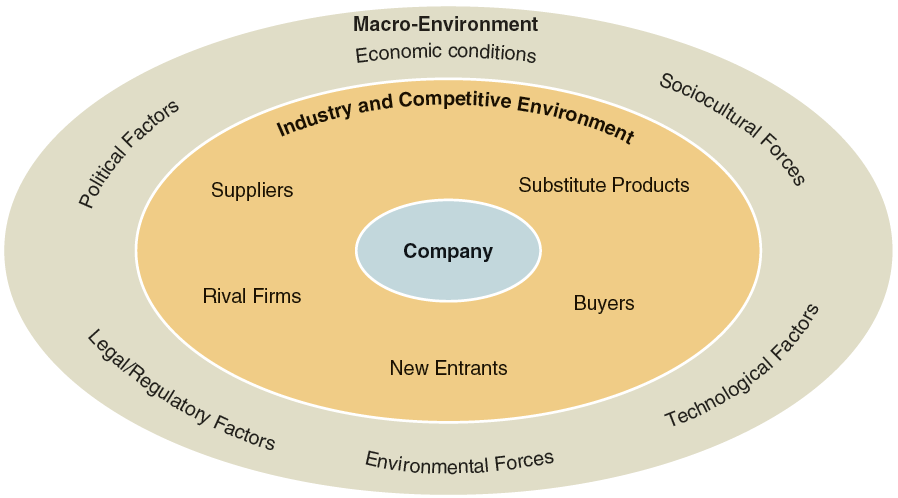 Macro-Environment
Economic conditions
Sociocultural Forces
Political Factors
Industry and Competitive Environment
Suppliers
Substitute Products
Company
Rival Firms
Buyers
New Entrants
Legal/Regulatory Factors
Technological Factors
Environmental Forces